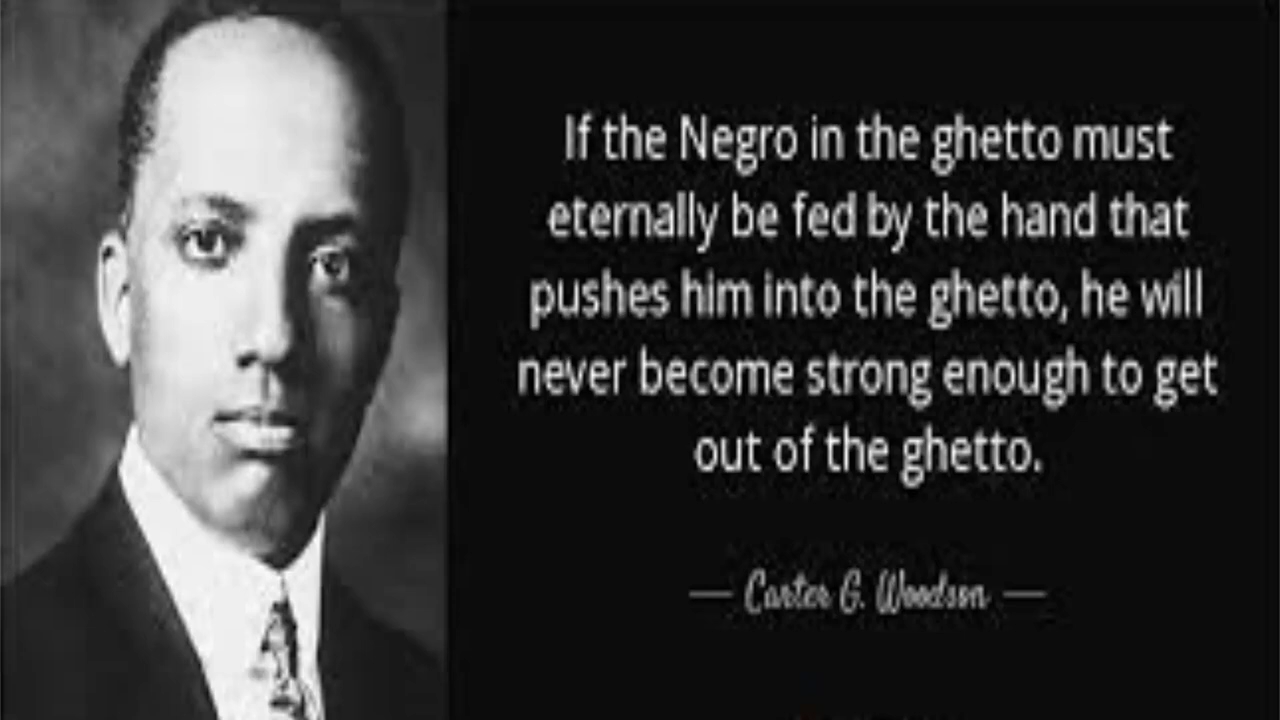 If the Negro in the ghetto must
eternally be fed by the hand that
pushes him into the ghetto, he will
never become strong enough to get
out of the ghetto.
— Carter G. Woodson —